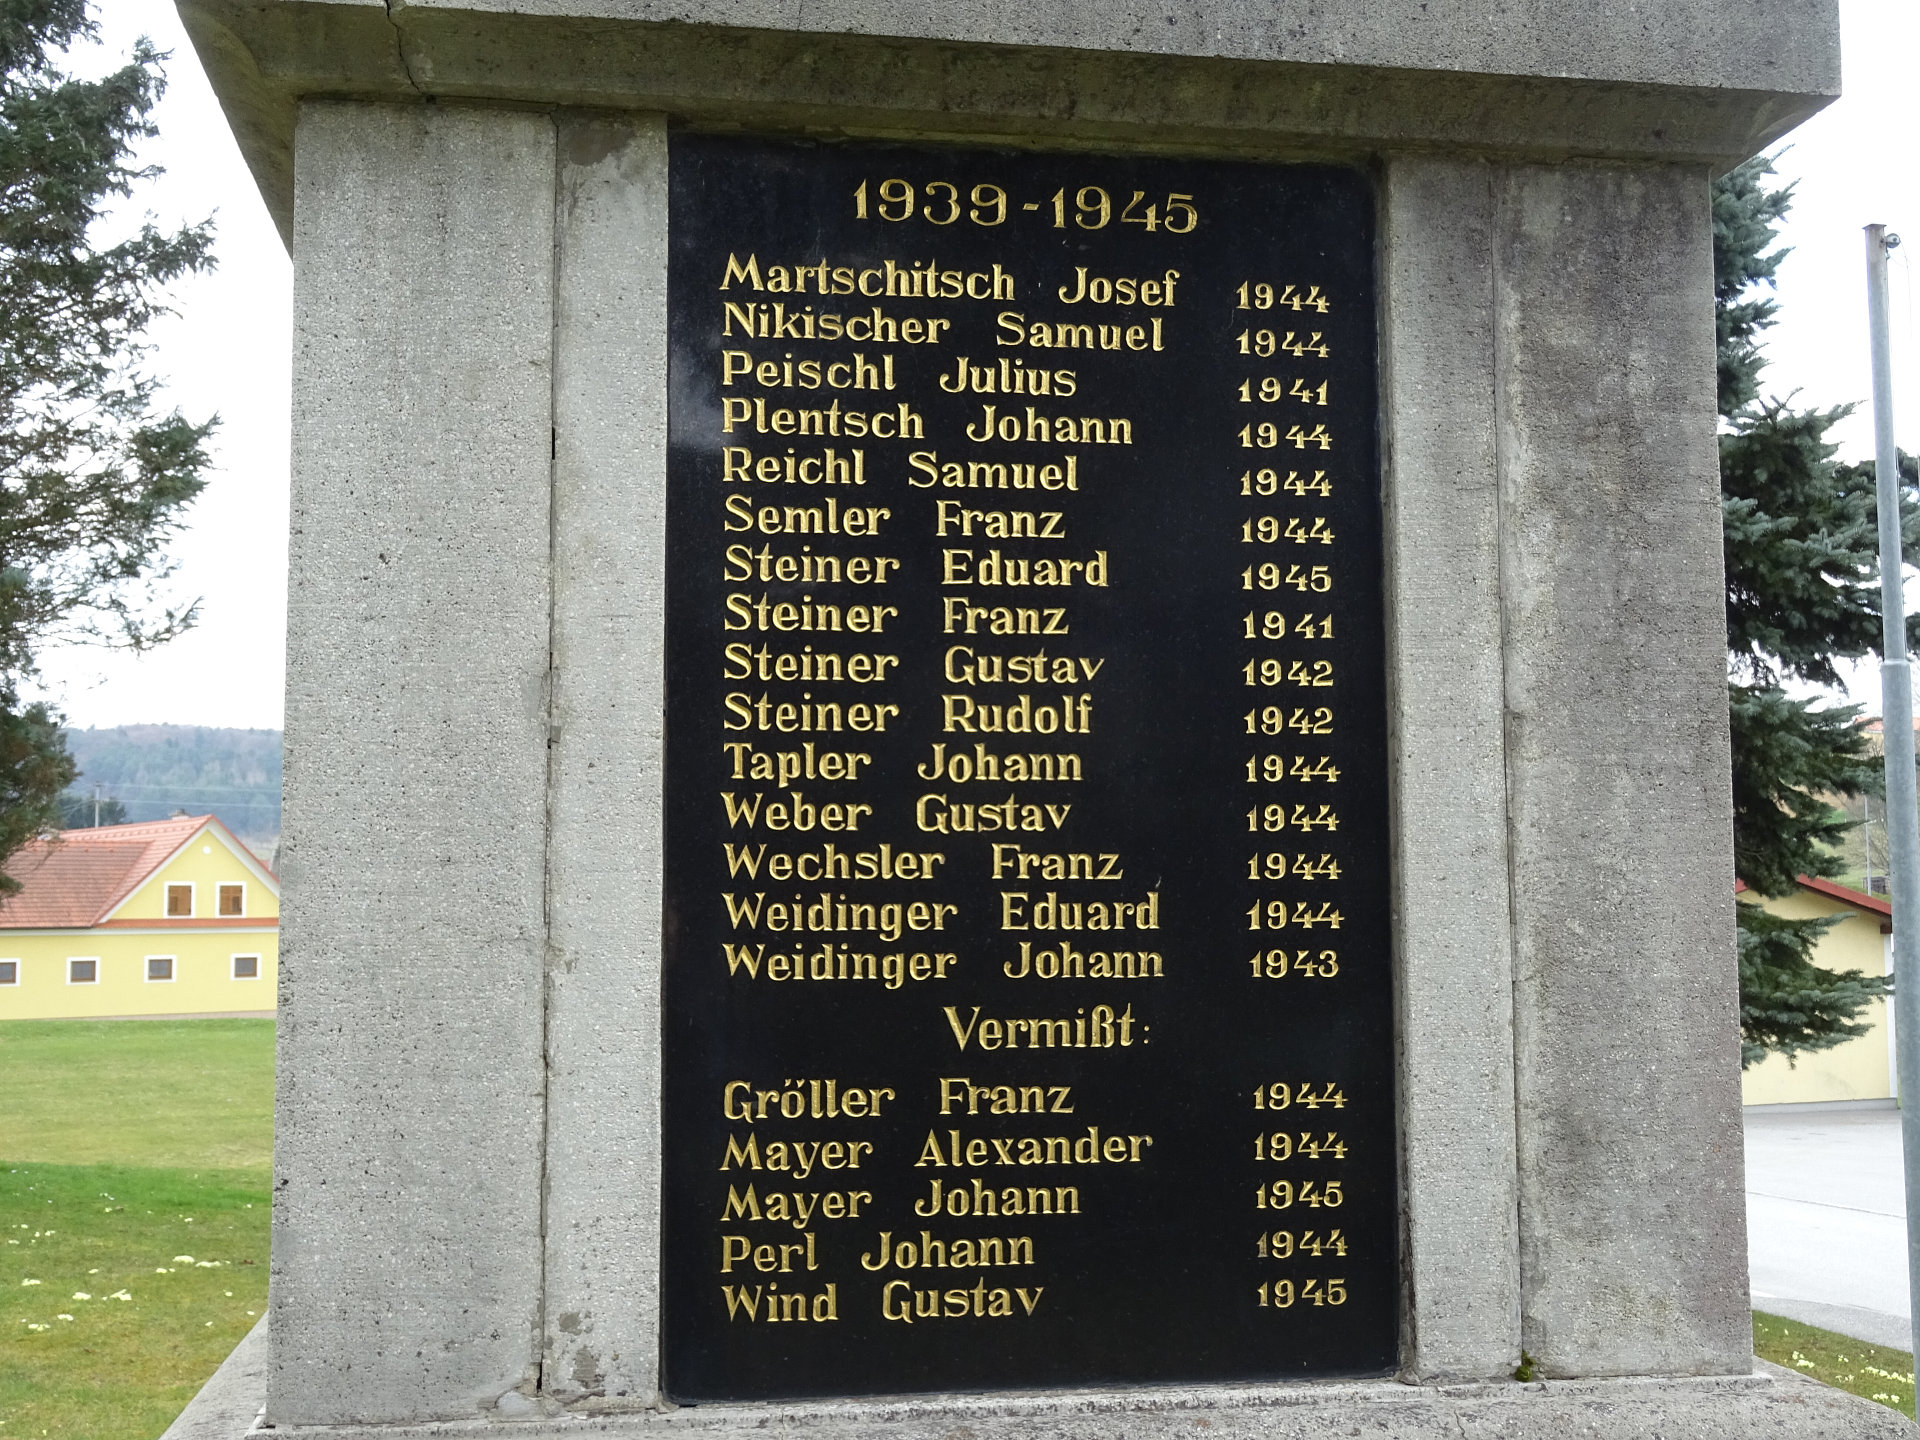 1939-1945
Martschitsch Josef 1944
Nikischer Samuel 1944
Peischl Julius 1941
Plentsch Johann 1944
Reichl Samuel 1944
Semler Franz 1944
Steiner Eduard 1945
Steiner Franz 1941
Steiner Gustav 1942
Steiner Rudolf 1942
Tapler Johann 1944
Weber Gustav 1944
Wechsler Franz 1944
Weidinger Eduard 1944
Weidinger Johann 1943
Vermißt:
Gröller Franz 1944
Mayer Alexander 1944
Mayer Johann 1945
Perl Johann 1944
Wind Gustav 1945